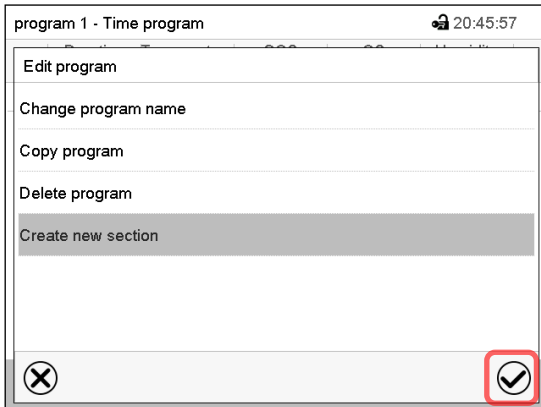 program 1 - Time program 20:45:57
Edit program
Change program name
Copy program
Delete program
Create new section